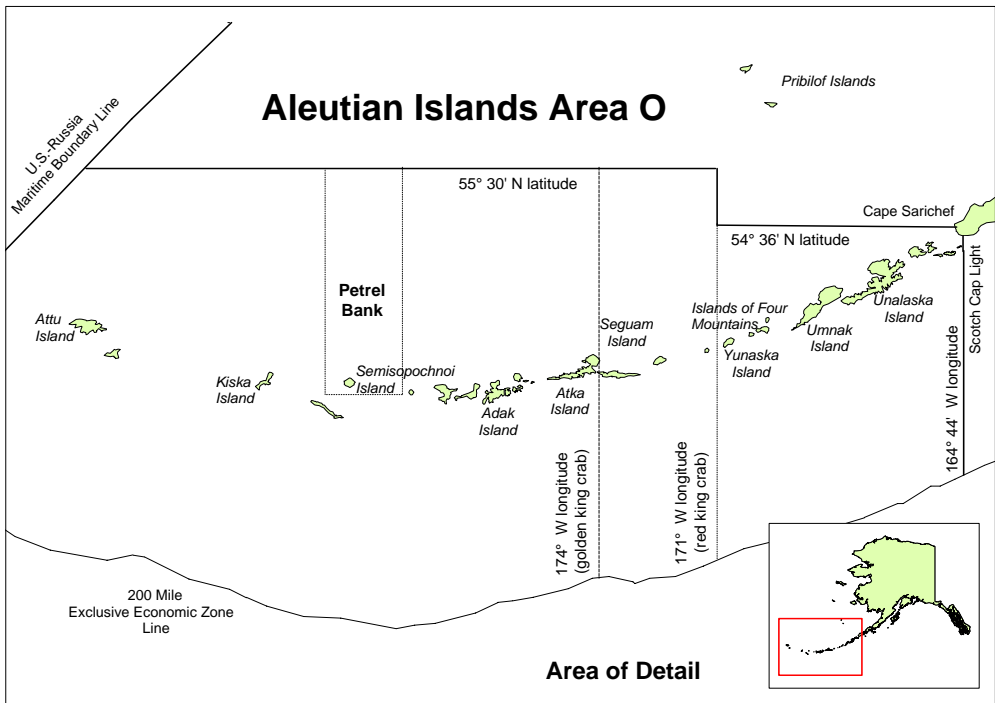 Pribilof Islands
Aleutian Islands Area O
U.S.-Russia
Maritime Boundary Line
55° 30' N latitude
Cape Sarichef
54° 36' N latitude
Scotch Cap Light
164° 44' W longitude
Petrel
Bank
Attu
Island
Kiska
Island
Semisopochnoi
Island
Adak
Island
Atka
Island
Seguam
Island
Islands of Four
Mountains
Yunaska
Island
Umnak
Island
Unalaska
Island
174° W longitude
(golden king crab)
171° W longitude
(red king crab)
200 Mile
Exclusive Economic Zone
Line
Area of Detail